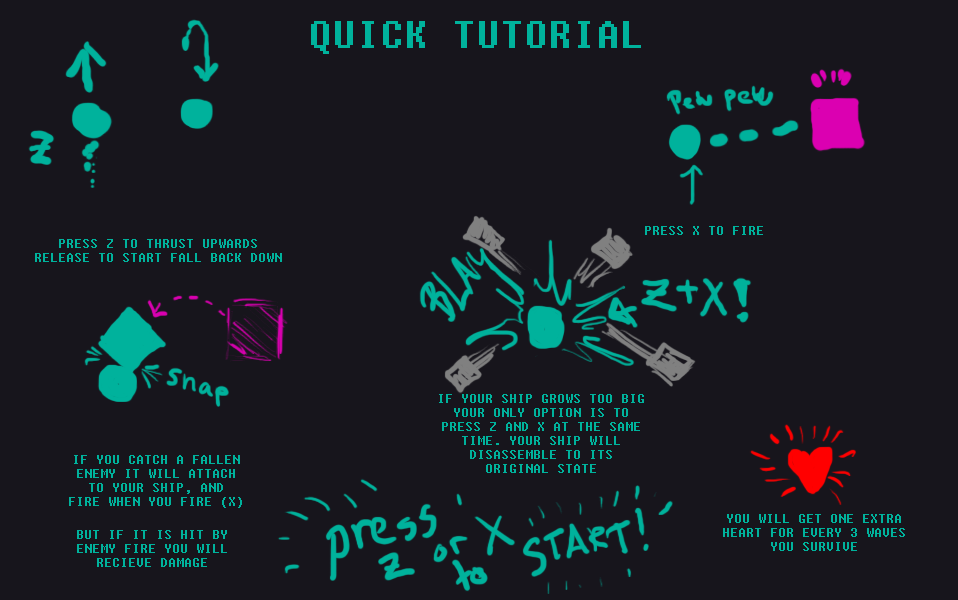 QUICK TUTORIAL
Z
PRESS Z TO THRUST UPWARDS
RELEASE TO START FALL BACK DOWN
pew pew
PRESS X TO FIRE
snap
IF YOU CATCH A FALLEN
ENEMY IT WILL ATTACH
TO YOUR SHIP, AND
FIRE WHEN YOU FIRE (X)
BUT IF IT IS HIT BY
ENEMY FIRE YOU WILL
RECIEVE DAMAGE
BLAY
Z+X!
IF YOUR SHIP GROWS TOO BIG
YOUR ONLY OPTION IS TO
PRESS Z AND X AT THE SAME
TIME. YOUR SHIP WILL
DISASSEMBLE TO ITS
ORIGINAL STATE
YOU WILL GET ONE EXTRA
HEART FOR EVERY 3 WAVES
YOU SURVIVE
press
Z or X
to START!